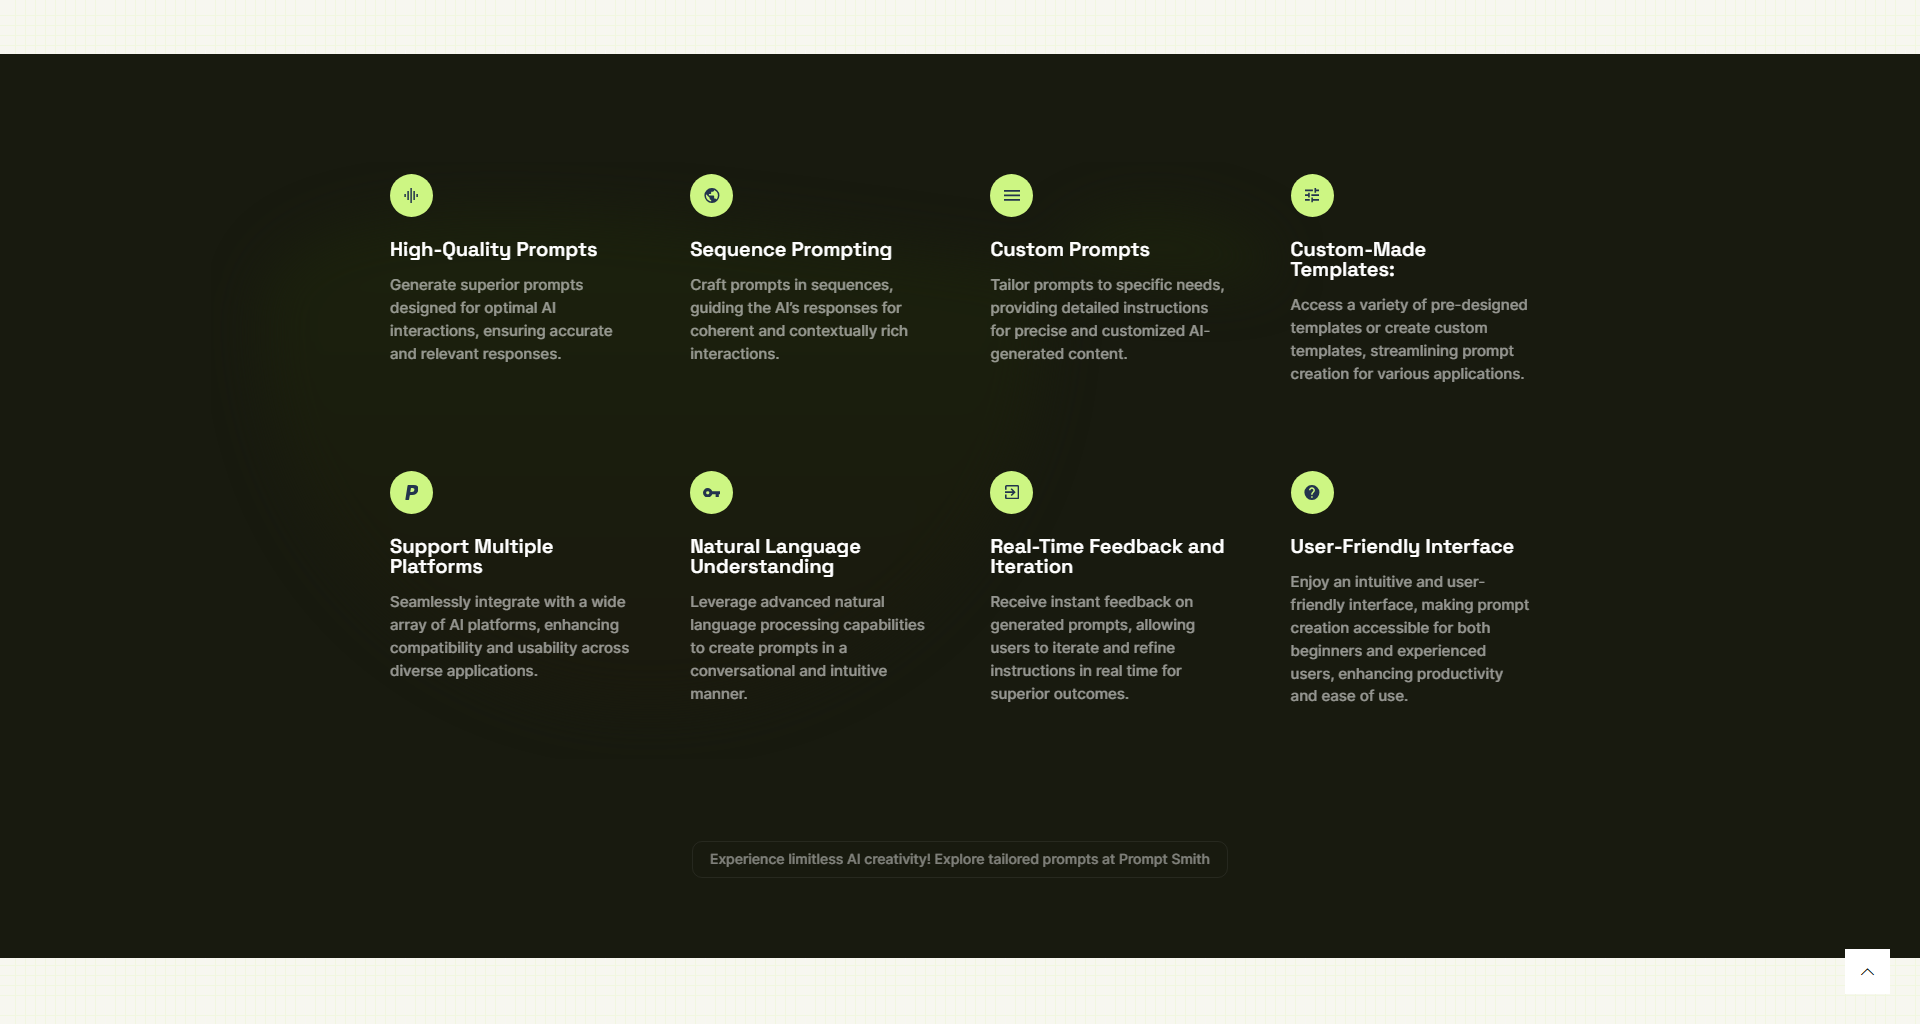 High-Quality Prompts
Generate superior prompts
designed for optimal AI
interactions, ensuring accurate
and relevant responses.
Sequence Prompting
Craft prompts in sequences,
guiding the AI's responses for
coherent and contextually rich
interactions.
Custom Prompts
Tailor prompts to specific needs,
providing detailed instructions
for precise and customized AI-
generated content.
Custom-Made
Templates:
Access a variety of pre-designed
templates or create custom
templates, streamlining prompt
creation for various applications.
Support Multiple
Platforms
Seamlessly integrate with a wide
array of AI platforms, enhancing
compatibility and usability across
diverse applications.
Natural Language
Understanding
Leverage advanced natural
language processing capabilities
to create prompts in a
conversational and intuitive
manner.
Real-Time Feedback and
Iteration
Receive instant feedback on
generated prompts, allowing
users to iterate and refine
instructions in real time for
superior outcomes.
User-Friendly Interface
Enjoy an intuitive and user-
friendly interface, making prompt
creation accessible for both
beginners and experienced
users, enhancing productivity
and ease of use.
Experience limitless AI creativity! Explore tailored prompts at Prompt Smith